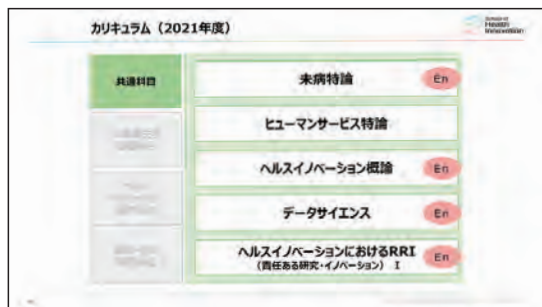 カリキュラム（2021年度）
共通科目
未病特論
En
ヒューマンサービス特論
ヘルスイノベーション概論
En
データサイエンス
En
ヘルスイノベーションにおけるRRI
（責任ある研究・イノベーション） I
En